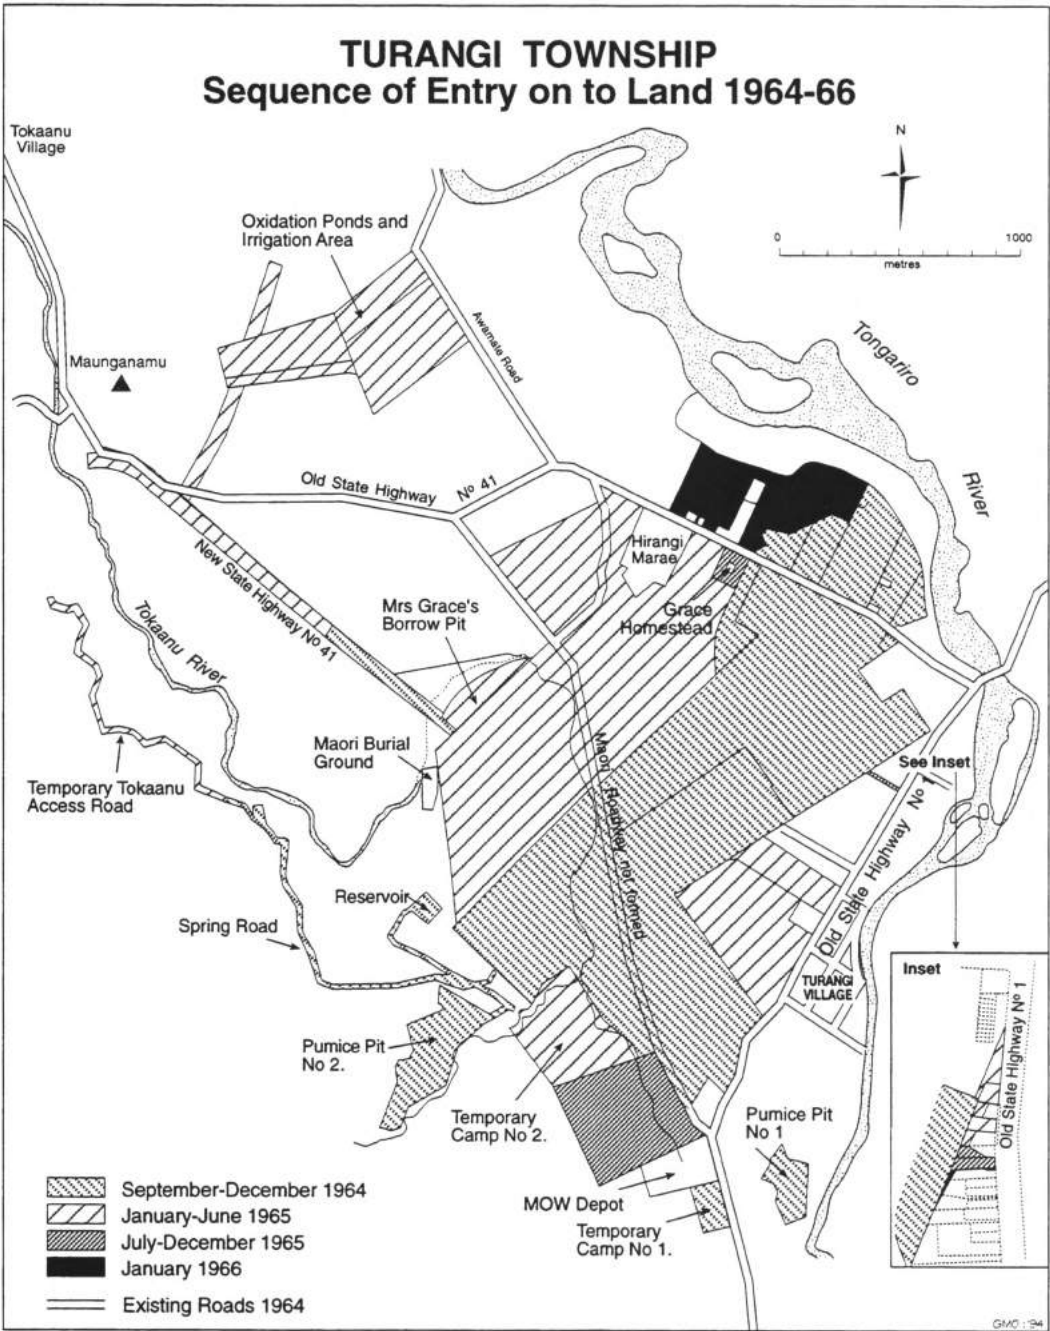 TURANGI TOWNSHIP
Sequence of Entry on to Land 1964-66
Tokaanu
Village
N
Oxidation Ponds and
Irrigation Area
0 1000
metres
Awamate Road
Tongariro
River
Maunganamu
Old State Highway Nº 41
Hirangi
Marae
New State Highway No 41
Mrs Grace's
Borrow Pit
Grace
Homestead
Tokaanu River
Maori Burial
Ground
Maori Roadway not formed
See Inset
Temporary Tokaanu
Access Road
Old State Highway Nº 1
Reservoir
Spring Road
TURANGI
VILLAGE
Inset
Old State Highway Nº 1
Pumice Pit
No 2.
Temporary
Camp No 2.
Pumice Pit
No 1
MOW Depot
Temporary
Camp No 1.
September-December 1964
January-June 1965
July-December 1965
January 1966
Existing Roads 1964
GMO : '94